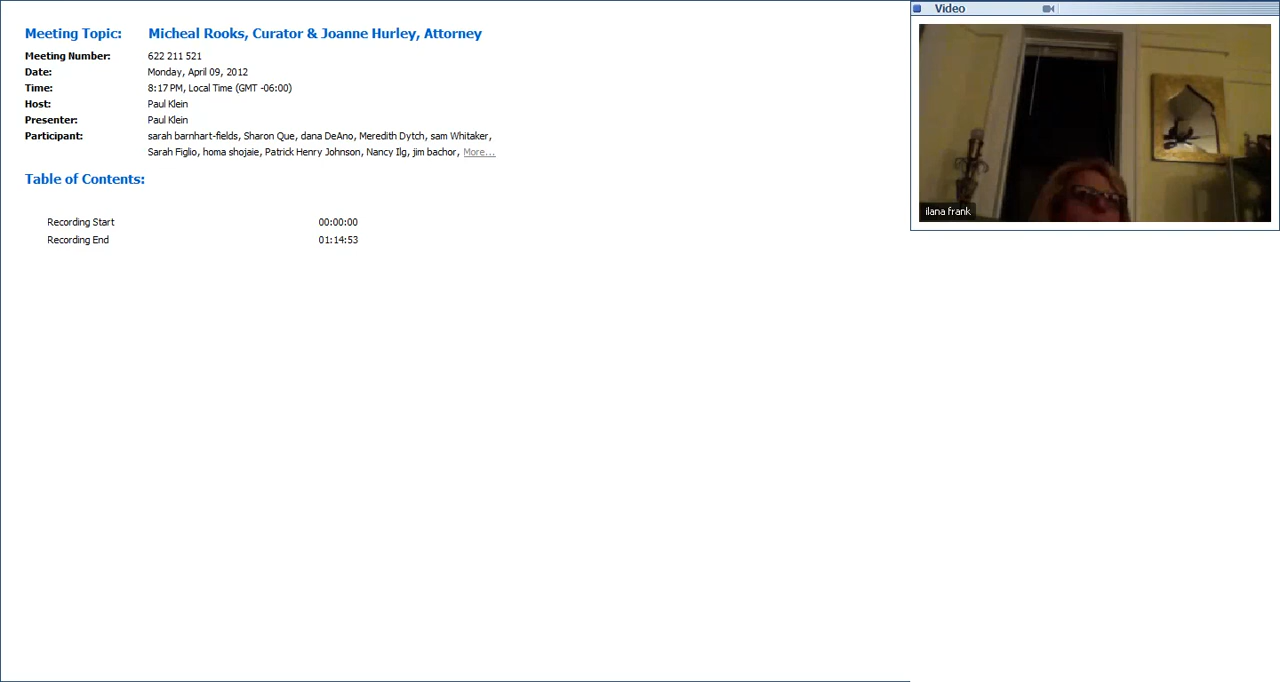 Meeting Topic: Micheal Rooks, Curator & Joanne Hurley, Attorney
Meeting Number: 622 211 521
Date: Monday, April 09, 2012
Time: 8:17 PM, Local Time (GMT -06:00)
Host: Paul Klein
Presenter: Paul Klein
Participant: sarah barnhart-fields, Sharon Que, dana DeAno, Meredith Dytch, sam Whitaker,
Sarah Figlio, homa shojaie, Patrick Henry Johnson, Nancy Ilg, jim bachor, More...
Table of Contents:
Recording Start 00:00:00
Recording End 01:14:53
Video
ilana frank